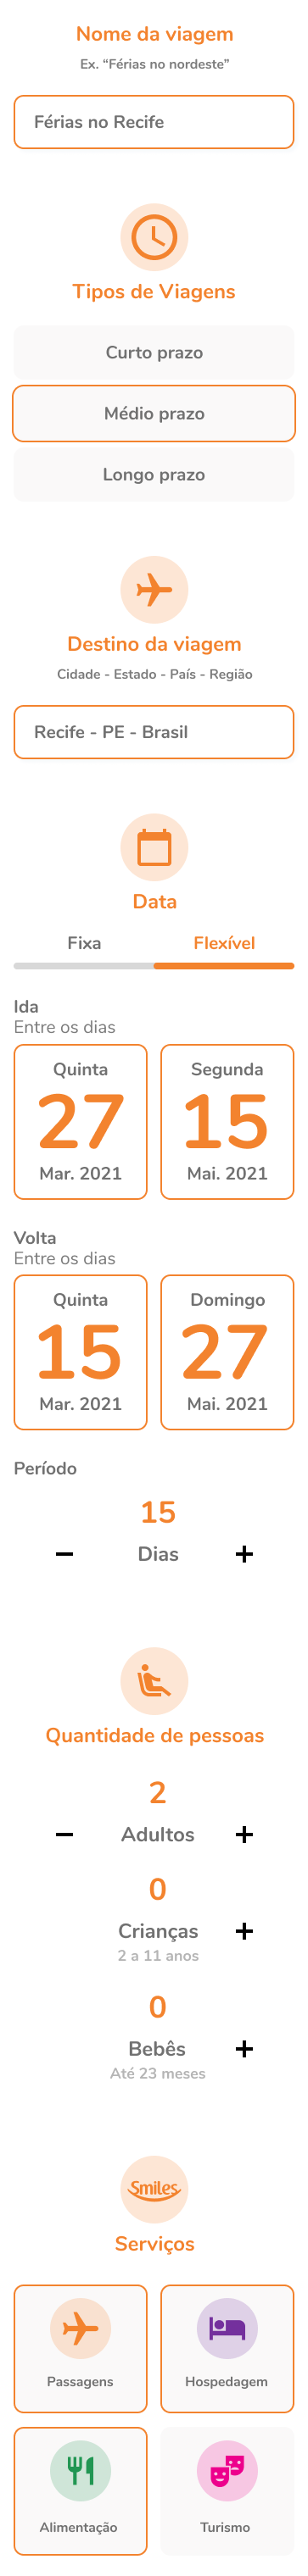 Nome da viagem
Ex. “Férias no nordeste”
Férias no Recife
Tipos de Viagens
Curto prazo
Médio prazo
Longo prazo
Destino da viagem
Cidade - Estado - País - Região
Recife - PE - Brasil
Data
Fixa Flexível
Ida
Entre os dias
Quinta Segunda
27 15
Mar. 2021 Mai. 2021
Volta
Entre os dias
Quinta Domingo
15 27
Mar. 2021 Mai. 2021
Período
15
− Dias +
Quantidade de pessoas
2
− Adultos +
0
Crianças +
2 a 11 anos
0
Bebês +
Até 23 meses
Smiles
Serviços
Passagens Hospedagem
Alimentação Turismo